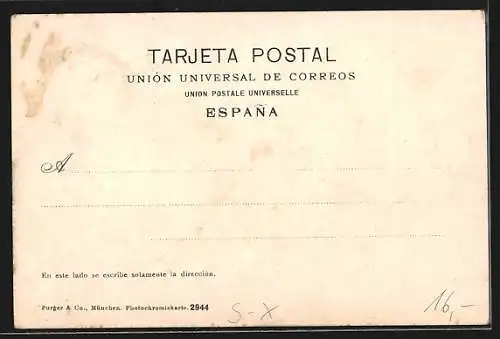 TARJETA POSTAL
UNIÓN UNIVERSAL DE CORREOS
UNION POSTALE UNIVERSELLE
ESPAÑA
A
En este lado se escribe solamente la dirección.
Purger & Co., München. Photochromiekarte. 2944
S-X
16,-